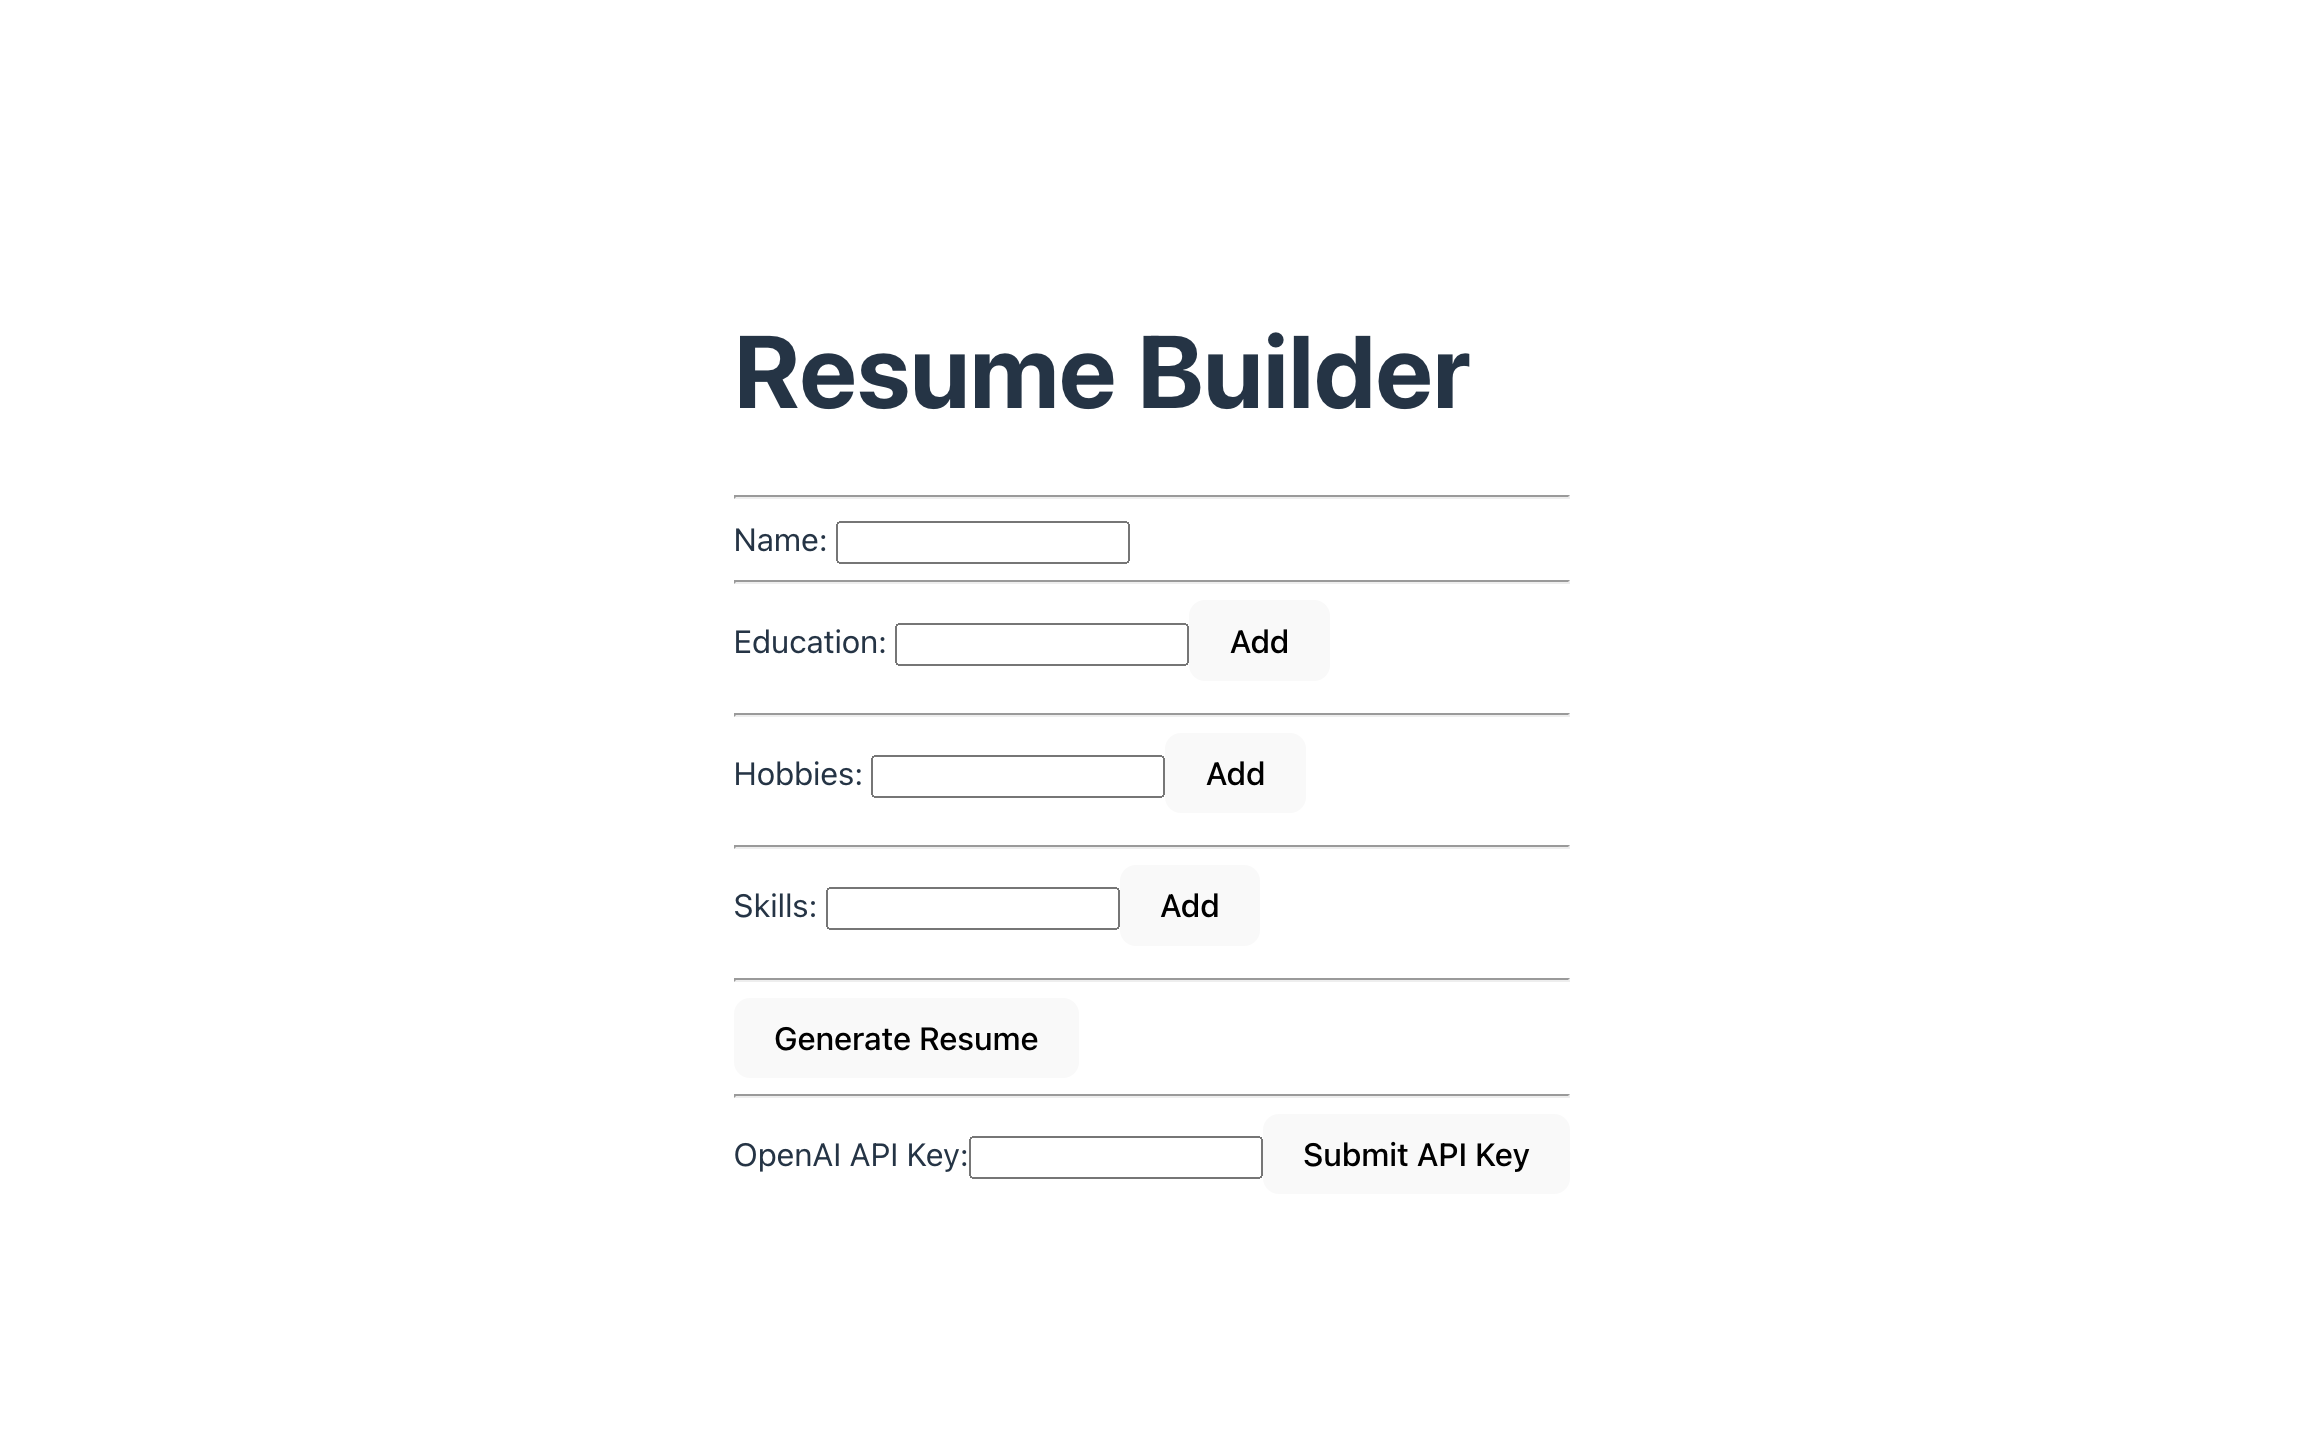 Resume Builder
Name:
Education: Add
Hobbies: Add
Skills: Add
Generate Resume
OpenAI API Key: Submit API Key